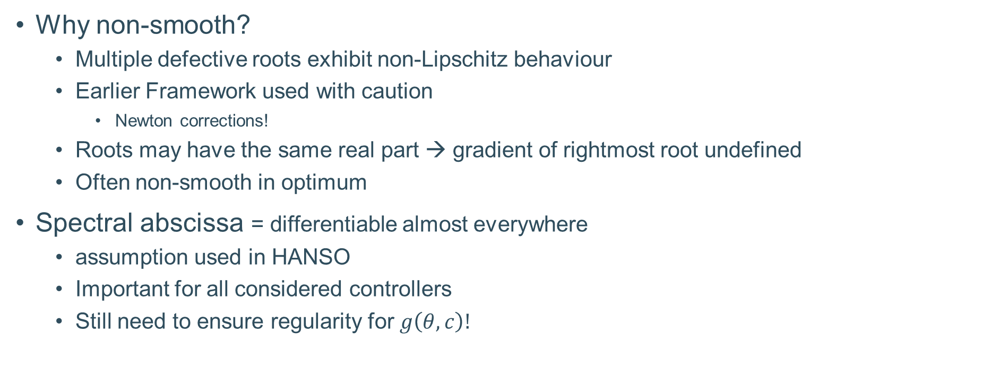 • Why non-smooth?
• Multiple defective roots exhibit non-Lipschitz behaviour
• Earlier Framework used with caution
• Newton corrections!
• Roots may have the same real part → gradient of rightmost root undefined
• Often non-smooth in optimum
• Spectral abscissa = differentiable almost everywhere
• assumption used in HANSO
• Important for all considered controllers
• Still need to ensure regularity for 𝑔(𝜃, 𝑐)!